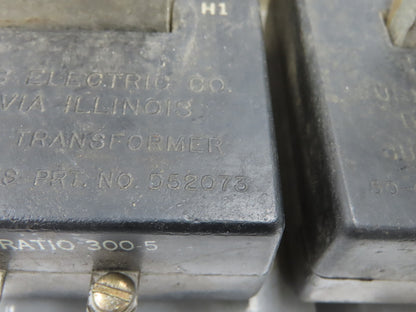 H1
ELECTRIC CO.
VIA ILLINOIS
TRANSFORMER
PRT. NO. 552073
RATIO 300-5